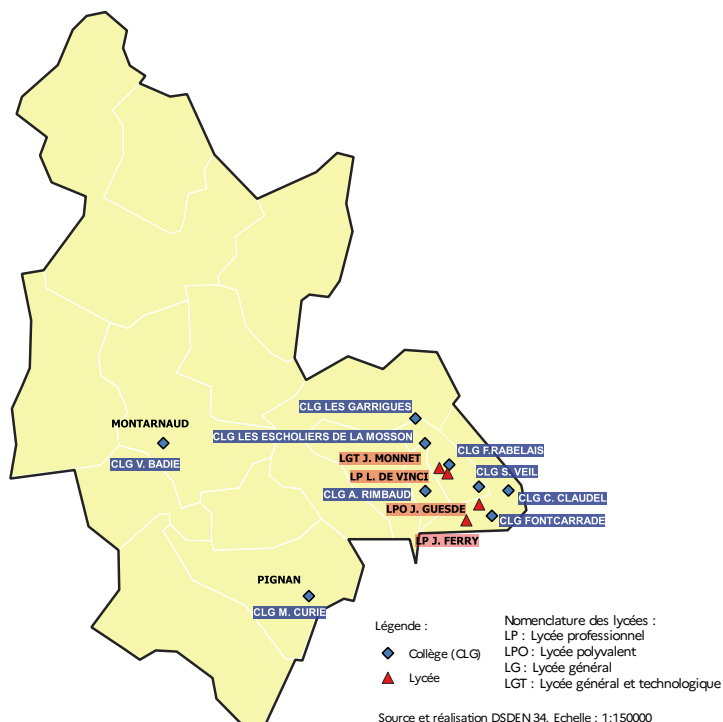 CLG LES GARRIGUES
MONTARNAUD
CLG LES ESCHOLIERS DE LA MOSSON
CLG F.RABELAIS
LGT J. MONNET
CLG V. BADIE
CLG S. VEIL
LP L. DE VINCI
CLG A. RIMBAUD
CLG C. CLAUDEL
LPO J. GUESDE
CLG FONTCARRADE
LP J. FERRY
PIGNAN
CLG M. CURIE
Légende :
Collège (CLG)
Lycée
Nomenclature des lycées :
LP : Lycée professionnel
LPO : Lycée polyvalent
LG : Lycée général
LGT : Lycée général et technologique
Source et réalisation DSDEN 34. Echelle : 1:150000